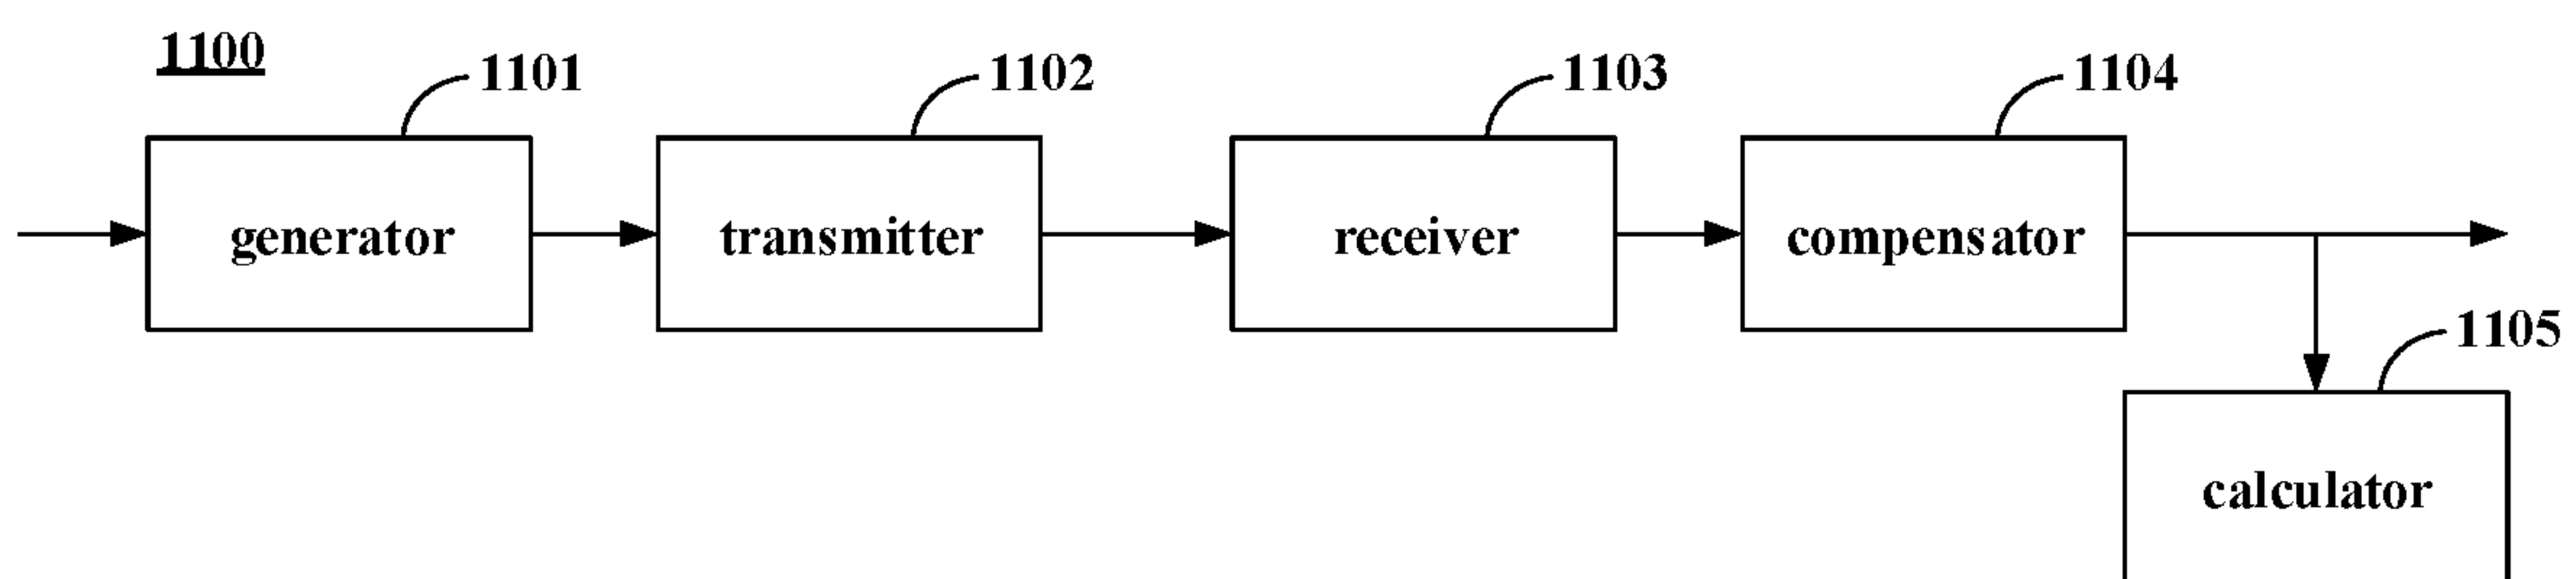 1100
1101 1102 1103 1104
generator transmitter receiver compensator
1105
calculator